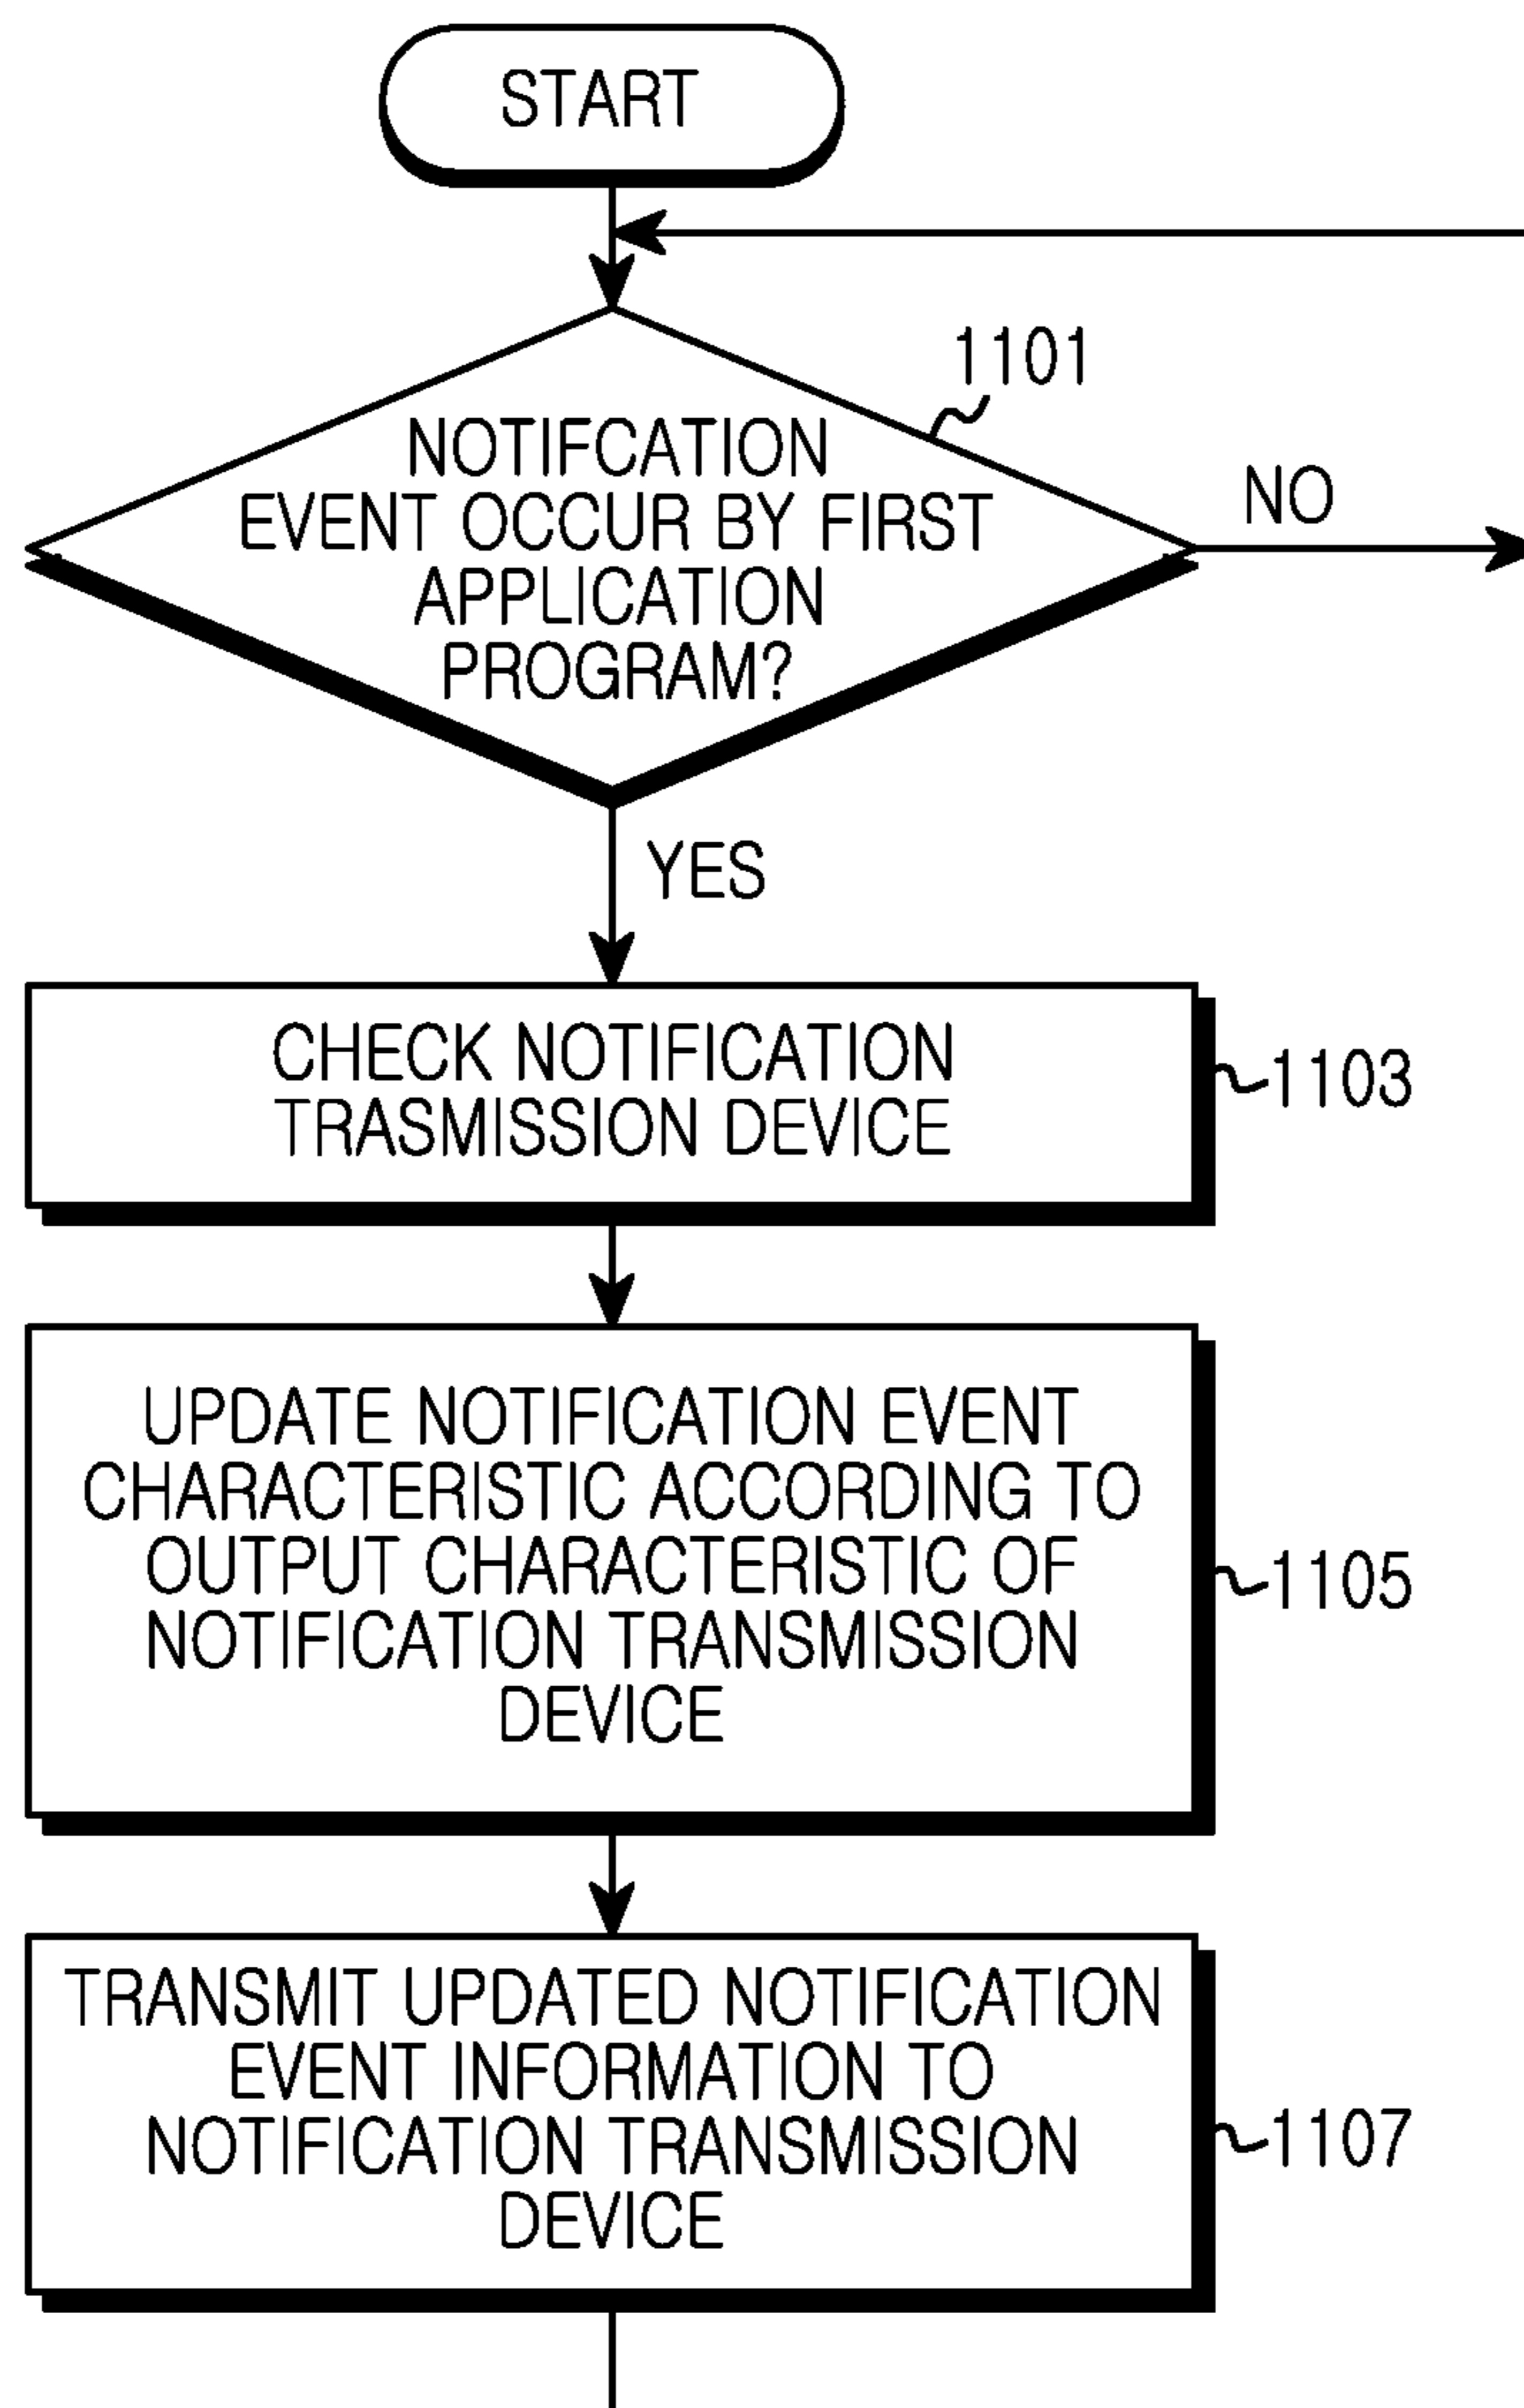 START
1101
NOTIFCATION
EVENT OCCUR BY FIRST
APPLICATION
PROGRAM?
NO
YES
CHECK NOTIFICATION
TRASMISSION DEVICE
1103
UPDATE NOTIFICATION EVENT
CHARACTERISTIC ACCORDING TO
OUTPUT CHARACTERISTIC OF
NOTIFICATION TRANSMISSION
DEVICE
1105
TRANSMIT UPDATED NOTIFICATION
EVENT INFORMATION TO
NOTIFICATION TRANSMISSION
DEVICE
1107